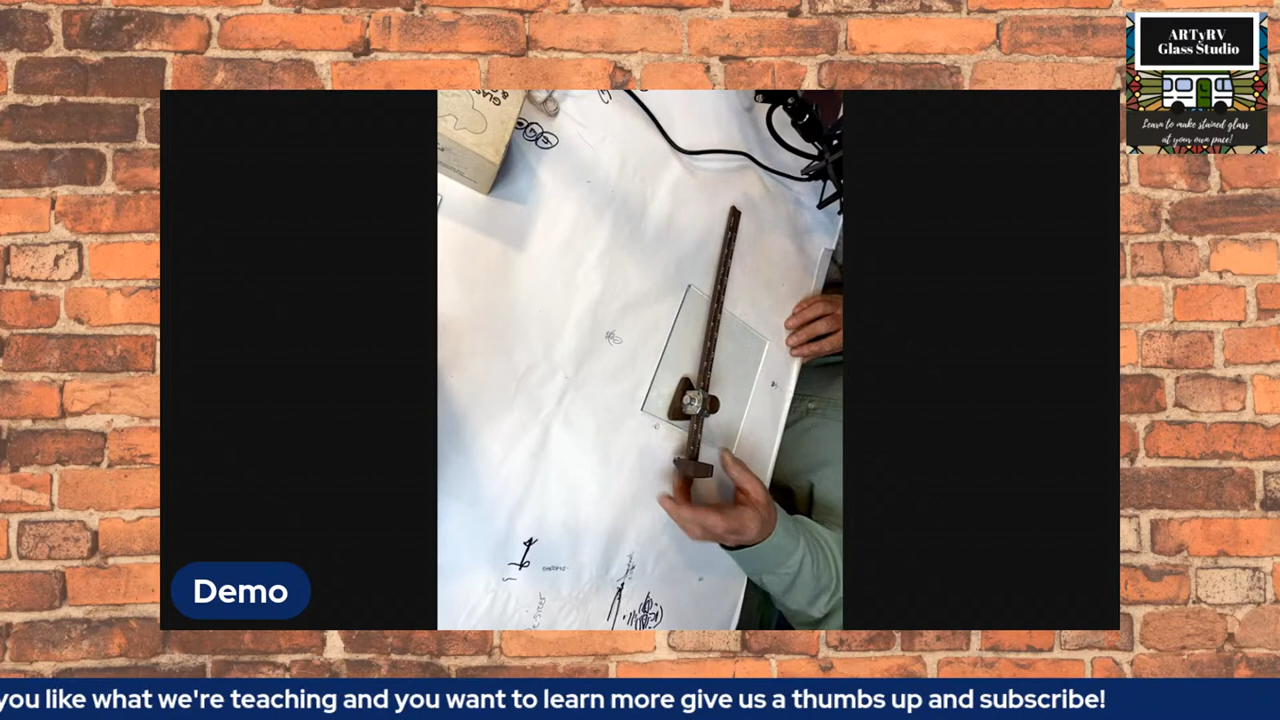 ARTyRV
Glass Studio
Learn to make stained glass
at your own pace!
Demo
you like what we're teaching and you want to learn more give us a thumbs up and subscribe!